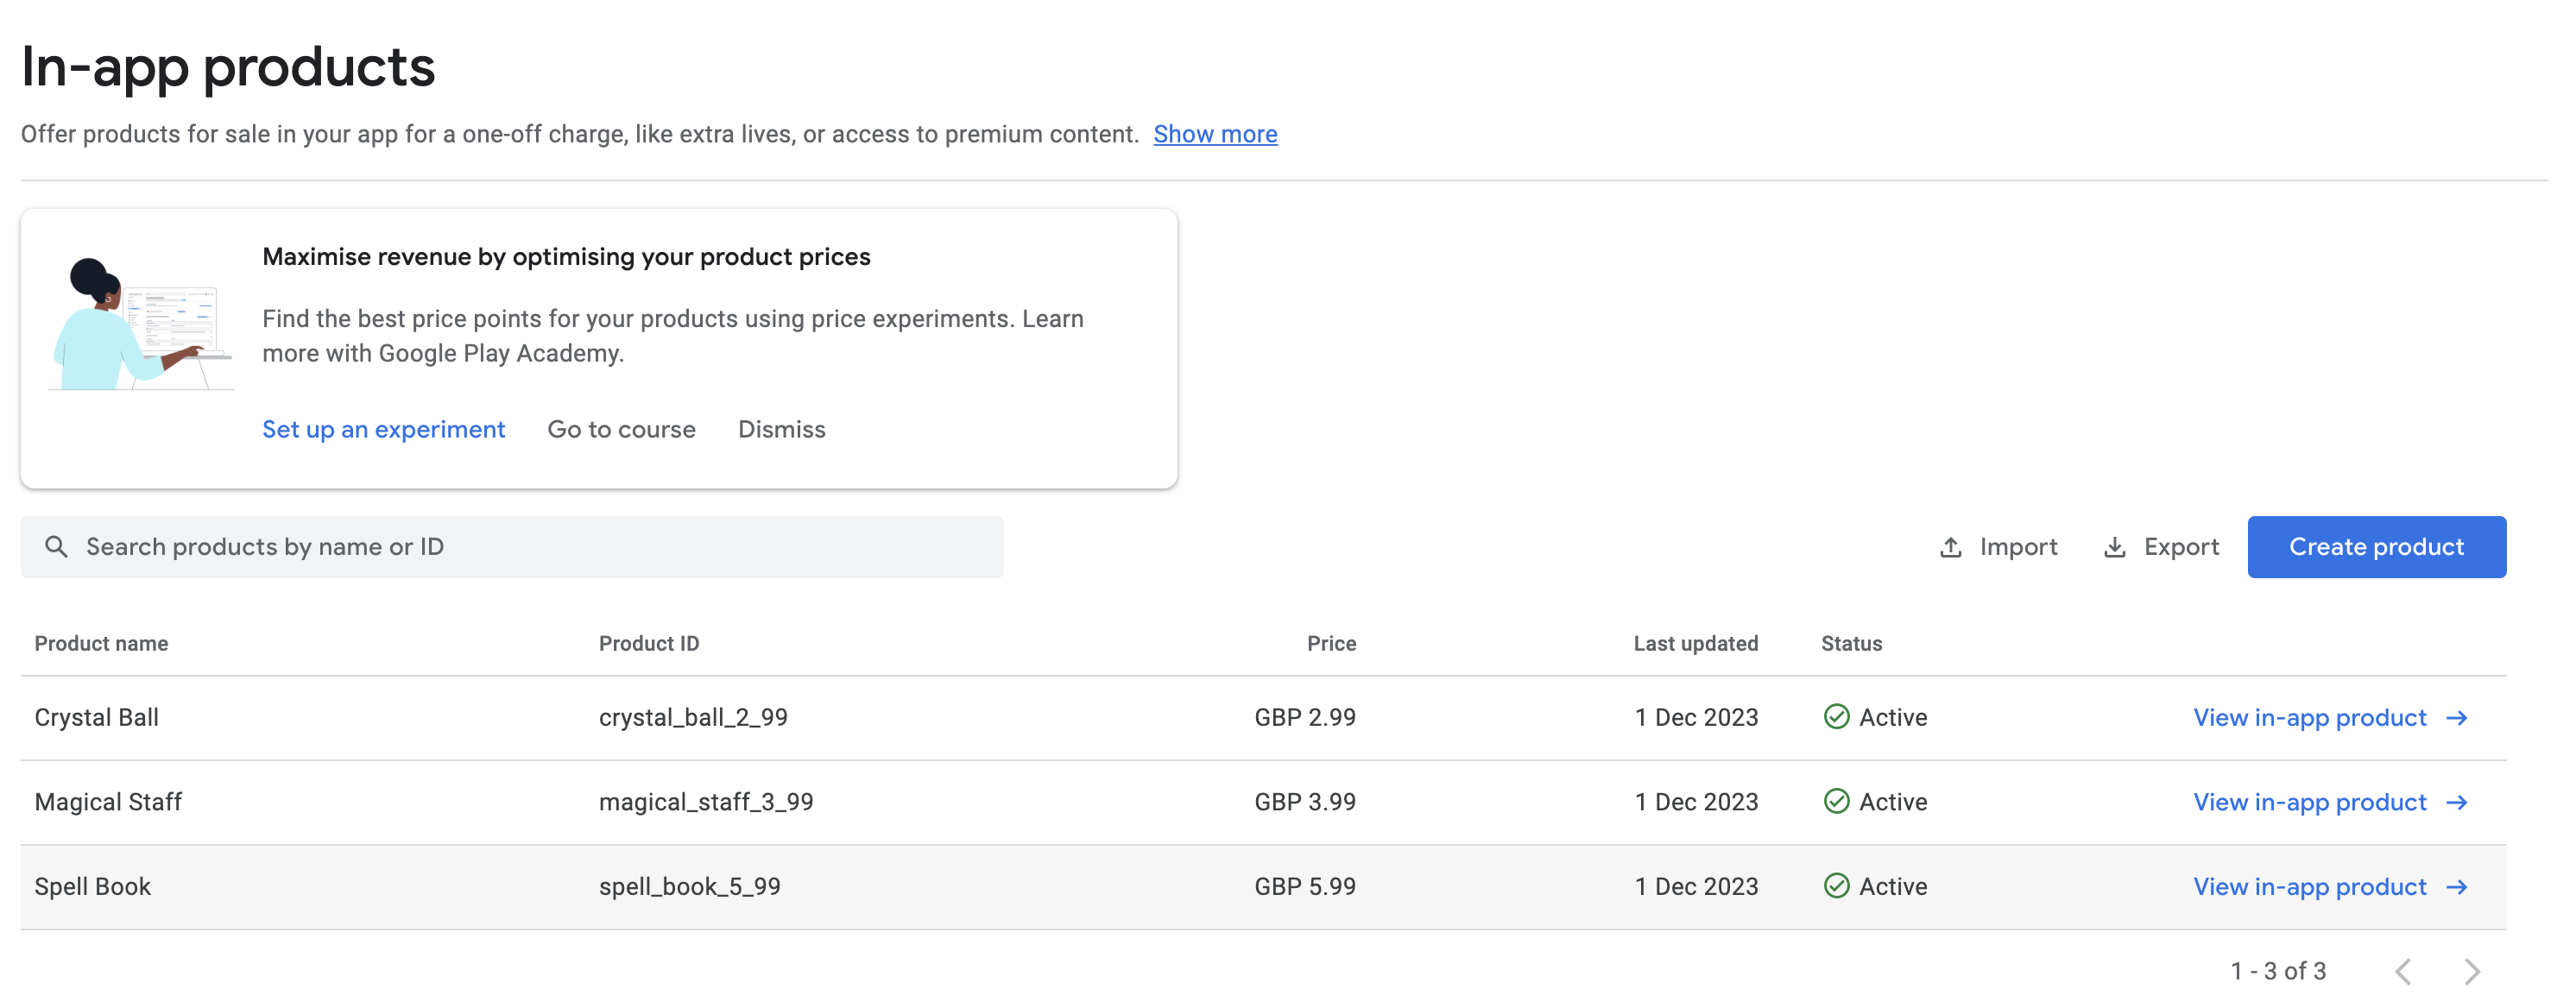 In-app products
Offer products for sale in your app for a one-off charge, like extra lives, or access to premium content. Show more
Maximise revenue by optimising your product prices
Find the best price points for your products using price experiments. Learn
more with Google Play Academy.
Set up an experiment Go to course Dismiss
Search products by name or ID Import Export Create product
Product name Product ID Price Last updated Status
Crystal Ball crystal_ball_2_99 GBP 2.99 1 Dec 2023 Active View in-app product
Magical Staff magical_staff_3_99 GBP 3.99 1 Dec 2023 Active View in-app product
Spell Book spell_book_5_99 GBP 5.99 1 Dec 2023 Active View in-app product
1 - 3 of 3